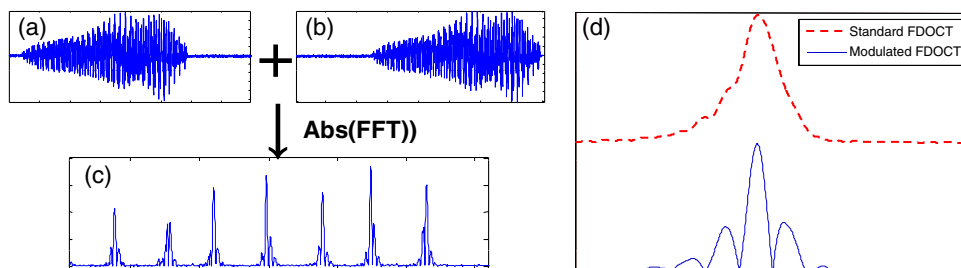 (a)
(b)
+
Abs(FFT))
(c)
(d)
Standard FDOCT
Modulated FDOCT